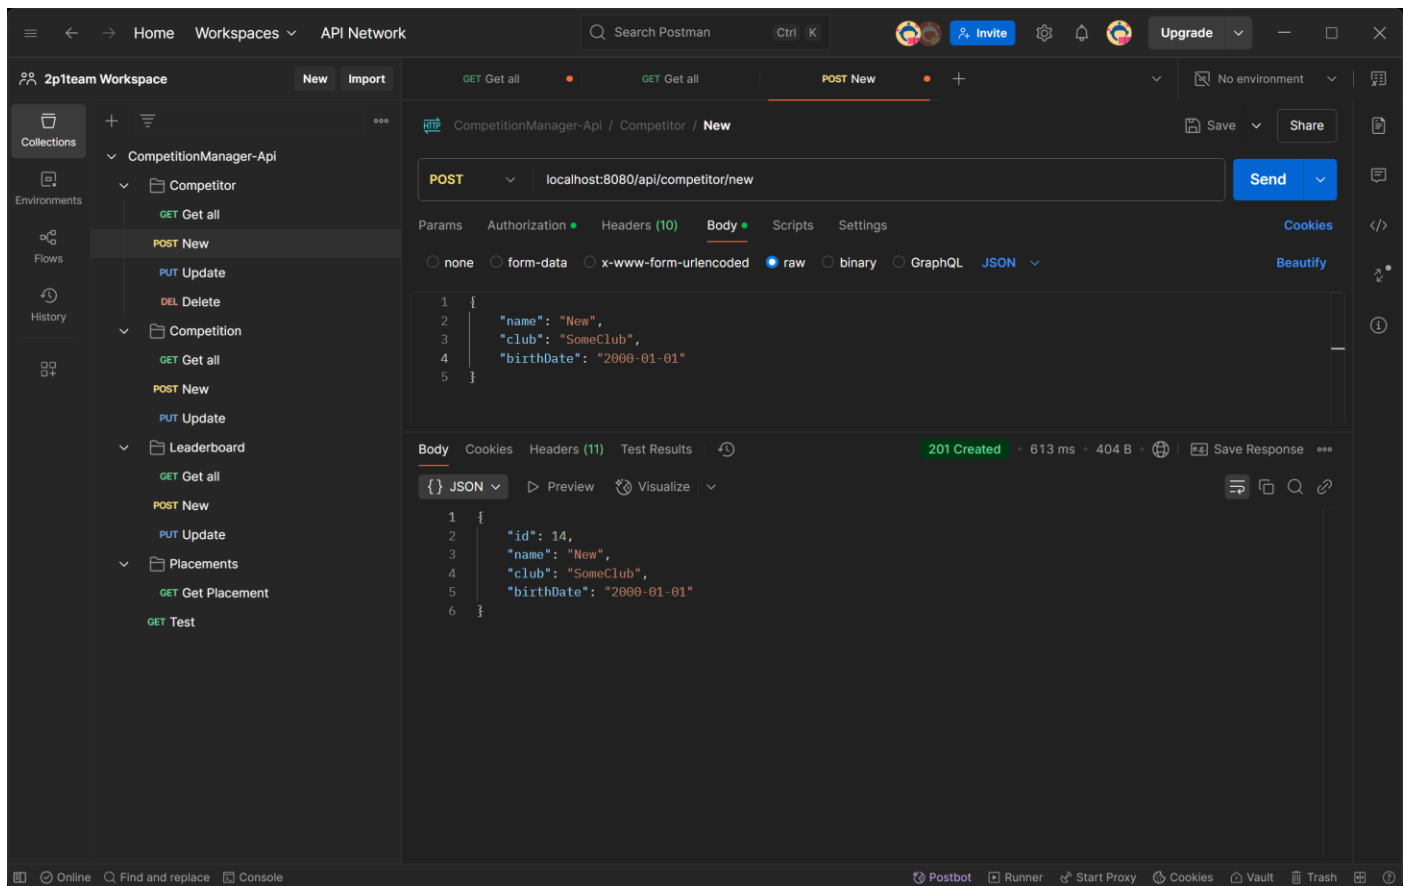 Home Workspaces API Network Search Postman Ctrl K Invite Upgrade
2p1team Workspace New Import GET Get all GET Get all POST New No environment
Collections
Environments
Flows
History
CompetitionManager-Api
Competitor
GET Get all
POST New
PUT Update
DEL Delete
Competition
GET Get all
POST New
PUT Update
Leaderboard
GET Get all
POST New
PUT Update
Placements
GET Get Placement
GET Test
HTTP CompetitionManager-Api / Competitor / New Save Share
POST localhost:8080/api/competitor/new Send
Params Authorization Headers (10) Body Scripts Settings Cookies
none form-data x-www-form-urlencoded raw binary GraphQL JSON Beautify
1 {
2 "name": "New",
3 "club": "SomeClub",
4 "birthDate": "2000-01-01"
5 }
Body Cookies Headers (11) Test Results 201 Created 613 ms 404 B e.g. Save Response
{} JSON Preview Visualize
1 {
2 "id": 14,
3 "name": "New",
4 "club": "SomeClub",
5 "birthDate": "2000-01-01"
6 }
Online Find and replace Console Postbot Runner Start Proxy Cookies Vault Trash